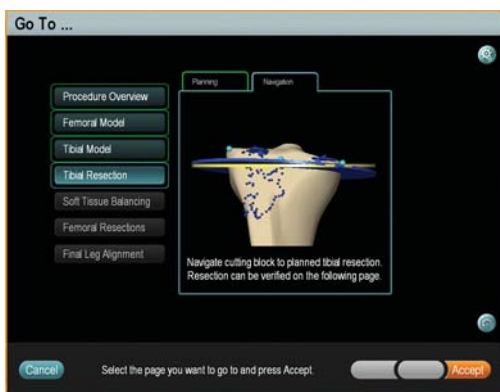 Go To ...
Planning
Navigation
Procedure Overview
Femoral Model
Tibial Model
Tibial Resection
Soft Tissue Balancing
Femoral Resections
Final Leg Alignment
Navigate cutting block to planned tibial resection.
Resection can be verified on the following page.
Cancel
Select the page you want to go to and press Accept.
Accept